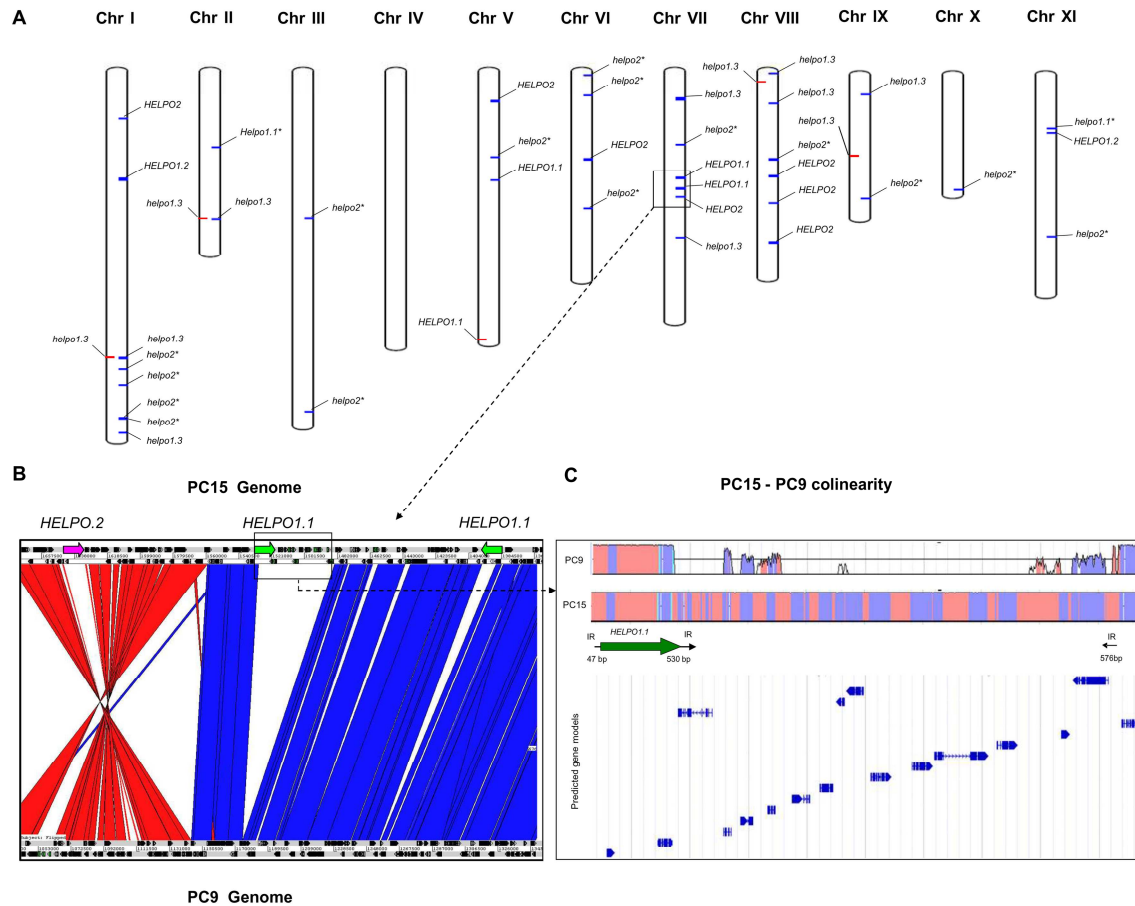 A
Chr I
Chr II
Chr III
Chr IV
Chr V
Chr VI
Chr VII
Chr VIII
Chr IX
Chr X
Chr XI
HELPO2
HELPO1.2
helpo1.3
helpo1.3
helpo2*
helpo2*
helpo2*
helpo2*
helpo1.3
Helpo1.1*
helpo1.3
helpo1.3
helpo2*
helpo2*
HELPO2
helpo2*
HELPO1.1
HELPO1.1
helpo2*
helpo2*
HELPO2
helpo2*
helpo1.3
helpo2*
HELPO1.1
HELPO1.1
HELPO2
helpo1.3
helpo1.3
helpo1.3
helpo1.3
helpo2*
HELPO2
HELPO2
HELPO2
helpo1.3
helpo1.3
helpo2*
helpo2*
helpo1.1*
HELPO1.2
helpo2*
B
PC15 Genome
HELPO.2
HELPO1.1
HELPO1.1
Subject: Flipped
PC9 Genome
C
PC15 - PC9 colinearity
PC9
PC15
IR
HELPO1.1
IR
IR
47 bp
530 bp
576bp
Predicted gene models